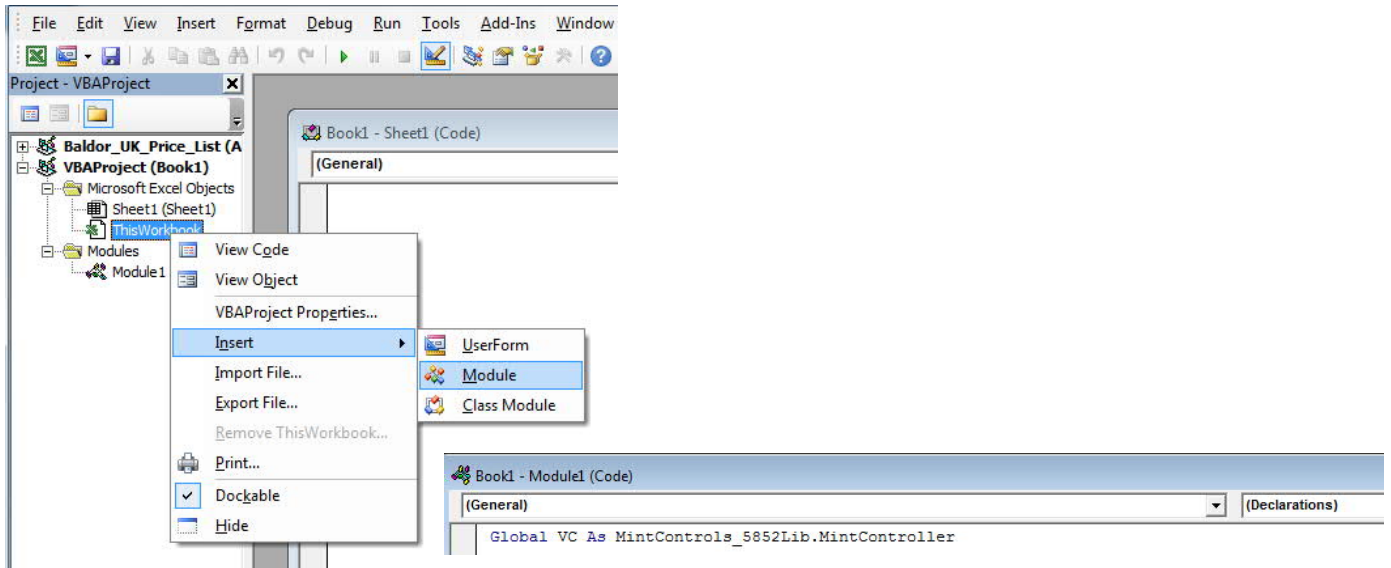 File Edit View Insert Format Debug Run Tools Add-Ins Window
Project - VBAProject
Baldor_UK_Price_List (A
VBAProject (Book1)
Microsoft Excel Objects
Sheet1 (Sheet1)
ThisWorkbook
Modules
Module1
Book1 - Sheet1 (Code)
(General)
View Code
View Object
VBAProject Properties...
Insert
Import File...
Export File...
Remove ThisWorkbook...
Print...
Dockable
Hide
UserForm
Module
Class Module
Book1 - Module1 (Code)
(General) (Declarations)
Global VC As MintControls_5852Lib.MintController